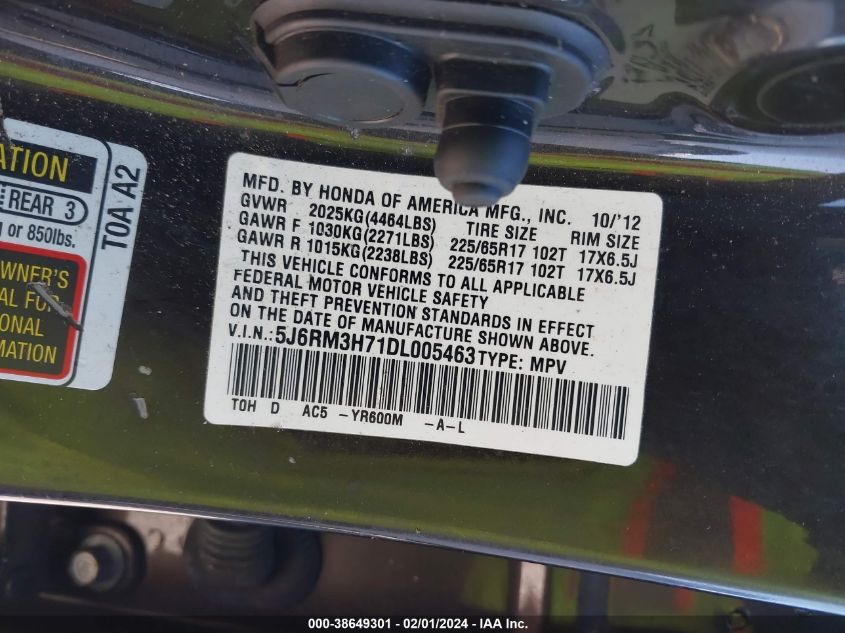 ATION
REAR 3
g or 850lbs.
TOA A2
OWNER'S
AL FOR
IONAL
MATION
MFD. BY HONDA OF AMERICA MFG., INC. 10/'12
GVWR 2025KG(4464LBS) TIRE SIZE RIM SIZE
GAWR F 1030KG(2271LBS) 225/65R17 102T 17X6.5J
GAWR R 1015KG(2238LBS) 225/65R17 102T 17X6.5J
THIS VEHICLE CONFORMS TO ALL APPLICABLE
FEDERAL MOTOR VEHICLE SAFETY
AND THEFT PREVENTION STANDARDS IN EFFECT
ON THE DATE OF MANUFACTURE SHOWN ABOVE.
V.I.N.: 5J6RM3H71DL005463 TYPE: MPV
TOH D AC5 -YR600M -A-L
000-38649301 - 02/01/2024 - IAA Inc.